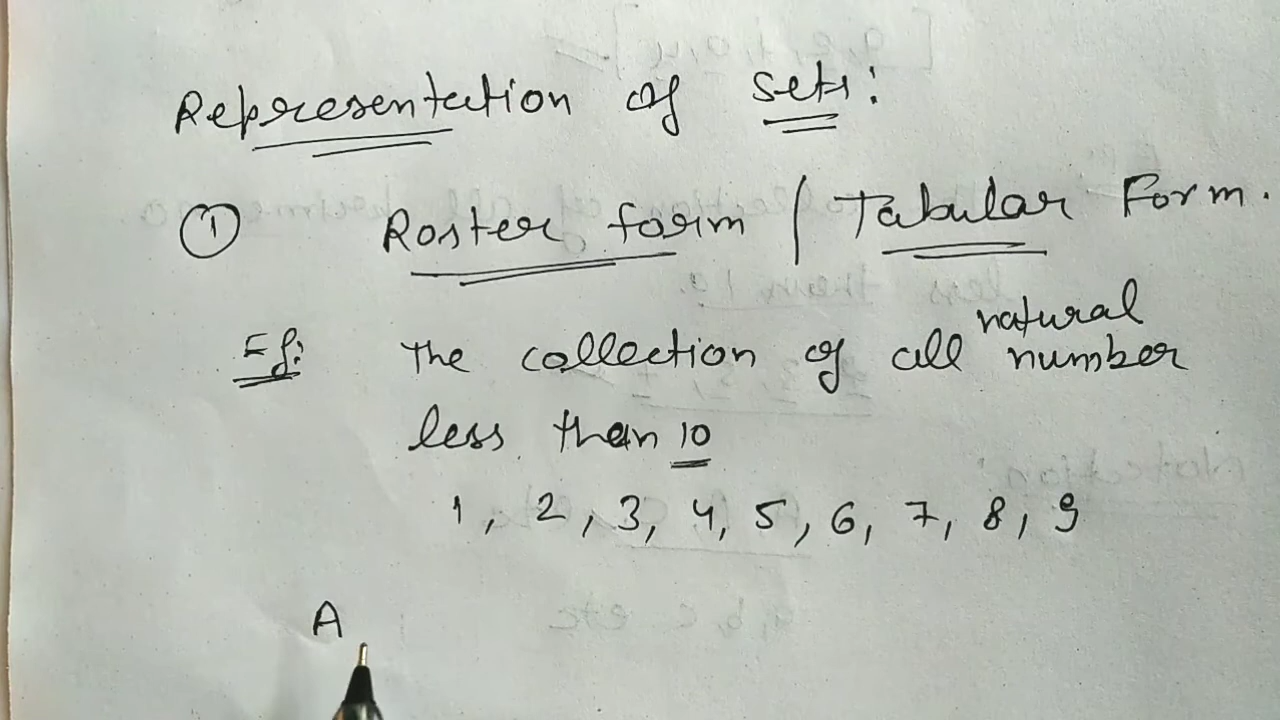 Representation of sets:
① Roster form / Tabular Form.
Eg: The collection of all natural number
less than 10
1, 2, 3, 4, 5, 6, 7, 8, 9
A